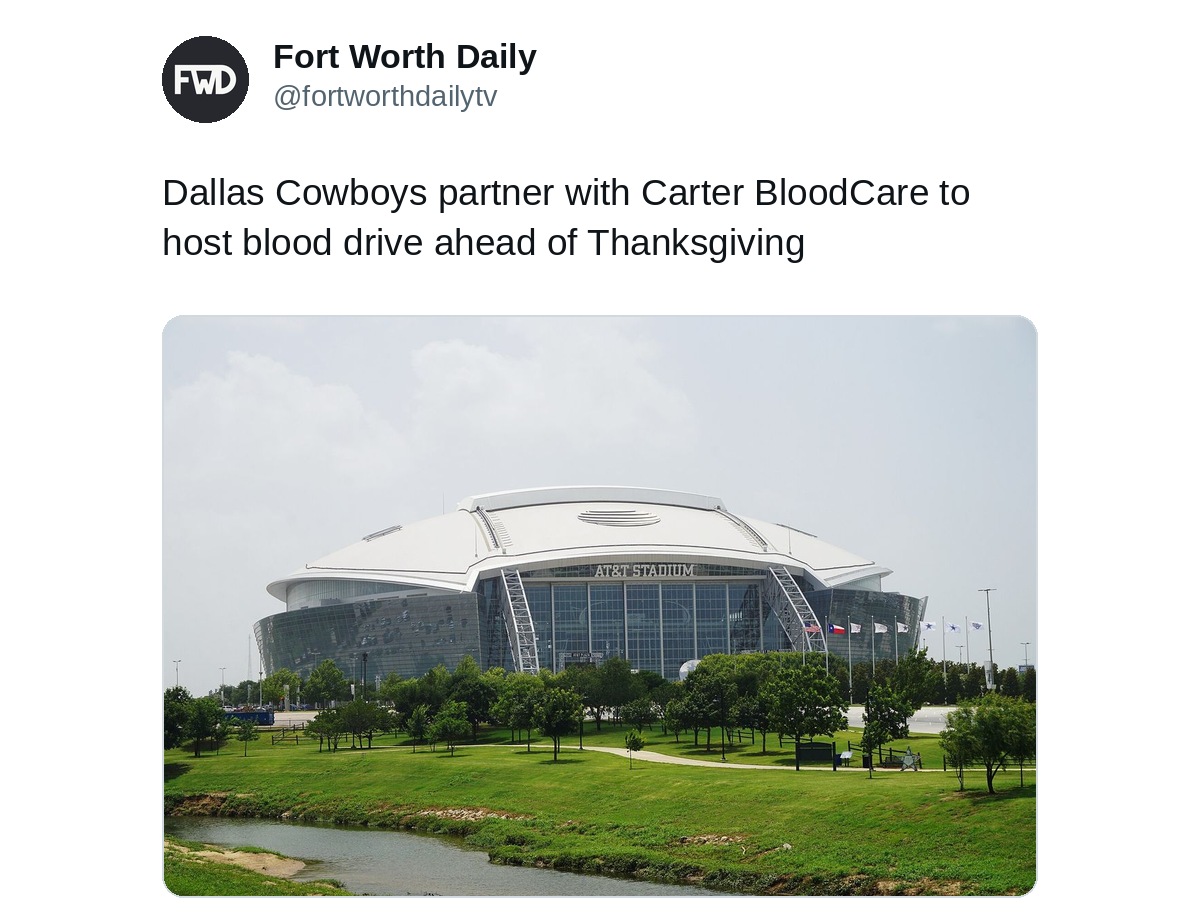 FWD
Fort Worth Daily
@fortworthdailytv
Dallas Cowboys partner with Carter BloodCare to
host blood drive ahead of Thanksgiving
AT&T STADIUM